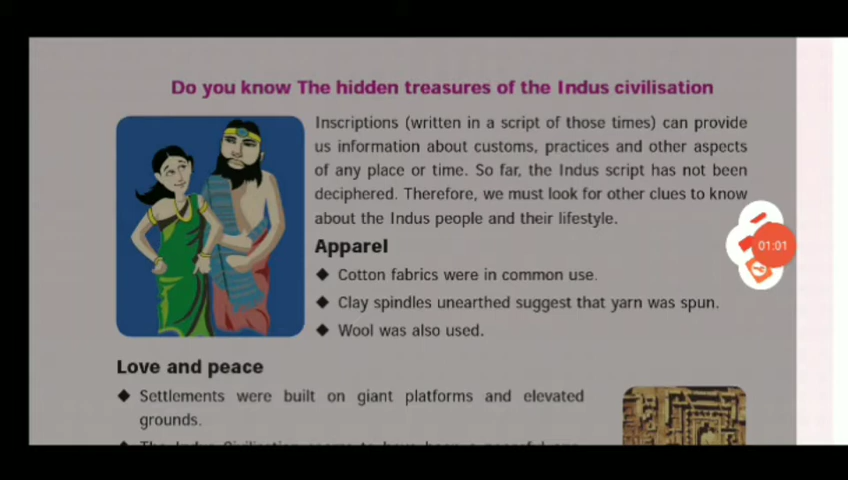 Do you know The hidden treasures of the Indus civilisation
Inscriptions (written in a script of those times) can provide
us information about customs, practices and other aspects
of any place or time. So far, the Indus script has not been
deciphered. Therefore, we must look for other clues to know
about the Indus people and their lifestyle.
Apparel
◆ Cotton fabrics were in common use.
◆ Clay spindles unearthed suggest that yarn was spun.
◆ Wool was also used.
Love and peace
◆ Settlements were built on giant platforms and elevated
grounds.
01:01